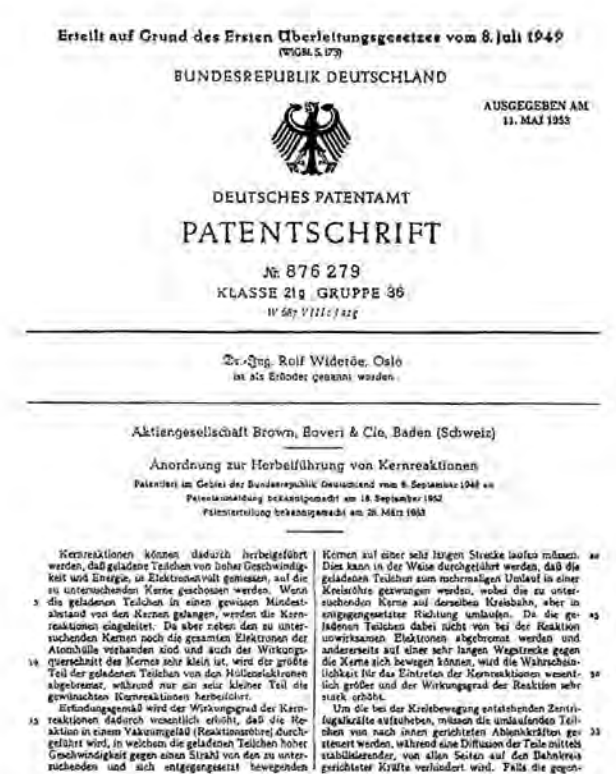 Erteilt auf Grund des Ersten Überleitungsgesetzes vom 8. Juli 1949
(WiGBl. S. 175)
BUNDESREPUBLIK DEUTSCHLAND
AUSGEGEBEN AM
11. MAI 1953
DEUTSCHES PATENTAMT
PATENTSCHRIFT
Nr. 876 279
KLASSE 21g GRUPPE 36
W 687 VIIIc / 21g
Dr.-Ing. Rolf Wideröe, Oslo
ist als Erfinder genannt worden
Aktiengesellschaft Brown, Boveri & Cie, Baden (Schweiz)
Anordnung zur Herbeiführung von Kernreaktionen
Patentiert im Gebiet der Bundesrepublik Deutschland vom 8. September 1943 an
Patentanmeldung bekanntgemacht am 18. September 1952
Patenterteilung bekanntgemacht am 26. März 1953
Kernreaktionen können dadurch herbeigeführt
werden, daß geladene Teilchen von hoher Geschwindig-
keit und Energie, in Elektronenvolt gemessen, auf die
zu untersuchenden Kerne geschossen werden. Wenn
5 die geladenen Teilchen in einen gewissen Mindest-
abstand von den Kernen gelangen, werden die Kern-
reaktionen eingeleitet. Da aber neben den zu unter-
suchenden Kernen noch die gesamten Elektronen der
Atomhülle vorhanden sind und auch der Wirkungs-
10 querschnitt des Kernes sehr klein ist, wird der größte
Teil der geladenen Teilchen von den Hüllenelektronen
abgebremst, während nur ein sehr kleiner Teil die
gewünschten Kernreaktionen herbeiführt.
Erfindungsgemäß wird der Wirkungsgrad der Kern-
15 reaktionen dadurch wesentlich erhöht, daß die Re-
aktion in einem Vakuumgefäß (Reaktionsröhre) durch-
geführt wird, in welchem die geladenen Teilchen hoher
Geschwindigkeit gegen einen Strahl von den zu unter-
suchenden und sich entgegengesetzt bewegenden
Kernen auf einer sehr langen Strecke laufen müssen. 20
Dies kann in der Weise durchgeführt werden, daß die
geladenen Teilchen zum mehrmaligen Umlauf in einer
Kreisröhre gezwungen werden, wobei die zu unter-
suchenden Kerne auf derselben Kreisbahn, aber in
entgegengesetzter Richtung umlaufen. Da die ge- 25
ladenen Teilchen dabei nicht von bei der Reaktion
unwirksamen Elektronen abgebremst werden und
andererseits auf einer sehr langen Wegstrecke gegen
die Kerne sich bewegen können, wird die Wahrschein-
lichkeit für das Eintreten der Kernreaktionen wesent- 30
lich größer und der Wirkungsgrad der Reaktion sehr
stark erhöht.
Um die bei der Kreisbewegung entstehenden Zentri-
fugalkräfte aufzuheben, müssen die umlaufenden Teil-
chen von nach innen gerichteten Ablenkkräften ge- 35
steuert werden, während eine Diffusion der Teile mittels
stabilisierender, von allen Seiten auf den Bahnkreis
gerichteter Kräfte verhindert wird. Falls die gegen-